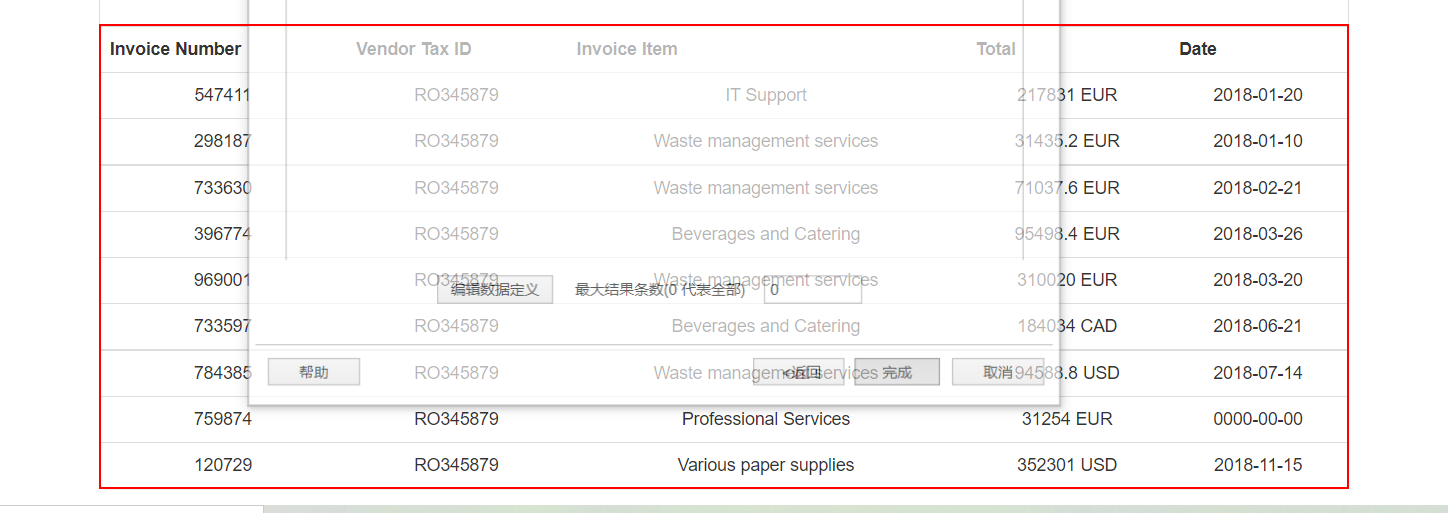 Invoice Number Vendor Tax ID Invoice Item Total Date
547411 RO345879 IT Support 217831 EUR 2018-01-20
298187 RO345879 Waste management services 31435.2 EUR 2018-01-10
733630 RO345879 Waste management services 71037.6 EUR 2018-02-21
396774 RO345879 Beverages and Catering 95498.4 EUR 2018-03-26
969001 RO345879 Waste management services 310020 EUR 2018-03-20
编辑数据定义 最大结果条数(0 代表全部) 0
733597 RO345879 Beverages and Catering 184034 CAD 2018-06-21
784385 RO345879 Waste management services 94588.8 USD 2018-07-14
帮助 <返回 完成 取消
759874 RO345879 Professional Services 31254 EUR 0000-00-00
120729 RO345879 Various paper supplies 352301 USD 2018-11-15